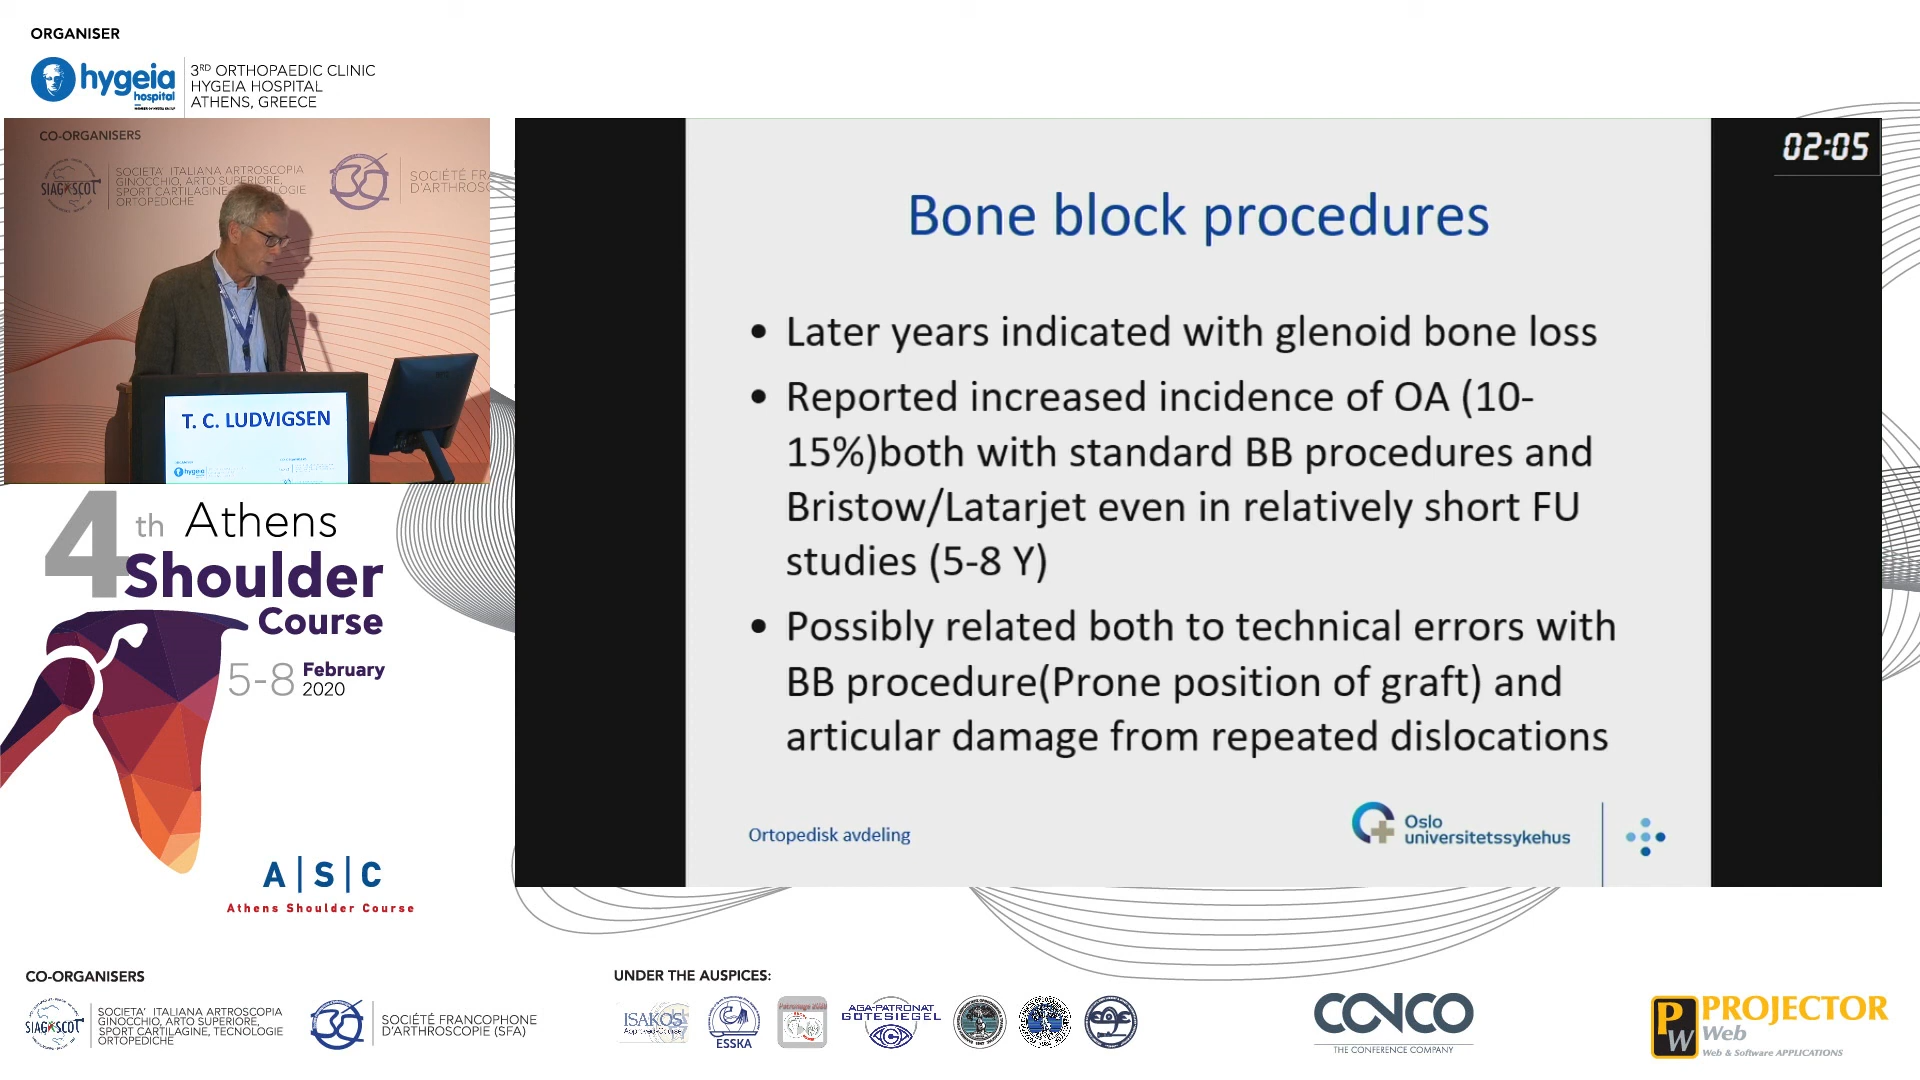 ORGANISER
hygeia
hospital
3RD ORTHOPAEDIC CLINIC
HYGEIA HOSPITAL
ATHENS, GREECE
CO-ORGANISERS
SIAGASCOT
SOCIETA' ITALIANA ARTROSCOPIA
GINOCCHIO, ARTO SUPERIORE,
SPORT CARTILAGINE,
ORTOPEDICHE
SOCIÉTÉ
T. C. LUDVIGSEN
hygeia
02:05
Bone block procedures
• Later years indicated with glenoid bone loss
• Reported increased incidence of OA (10-
15%)both with standard BB procedures and
Bristow/Latarjet even in relatively short FU
studies (5-8 Y)
• Possibly related both to technical errors with
BB procedure(Prone position of graft) and
articular damage from repeated dislocations
Ortopedisk avdeling
Oslo
universitetssykehus
4th Athens
Shoulder
Course
5-8 February
2020
A|S|C
Athens Shoulder Course
CO-ORGANISERS
SIAGASCOT
SOCIETA' ITALIANA ARTROSCOPIA
GINOCCHIO, ARTO SUPERIORE,
SPORT CARTILAGINE, TECNOLOGIE
ORTOPEDICHE
SOCIÉTÉ FRANCOPHONE
D'ARTHROSCOPIE (SFA)
UNDER THE AUSPICES:
ISAKOS
ESSKA
AGA-PATRONAT
GÜTESIEGEL
CONCO
THE CONFERENCE COMPANY
PW
PROJECTOR
Web
Web & Software APPLICATIONS